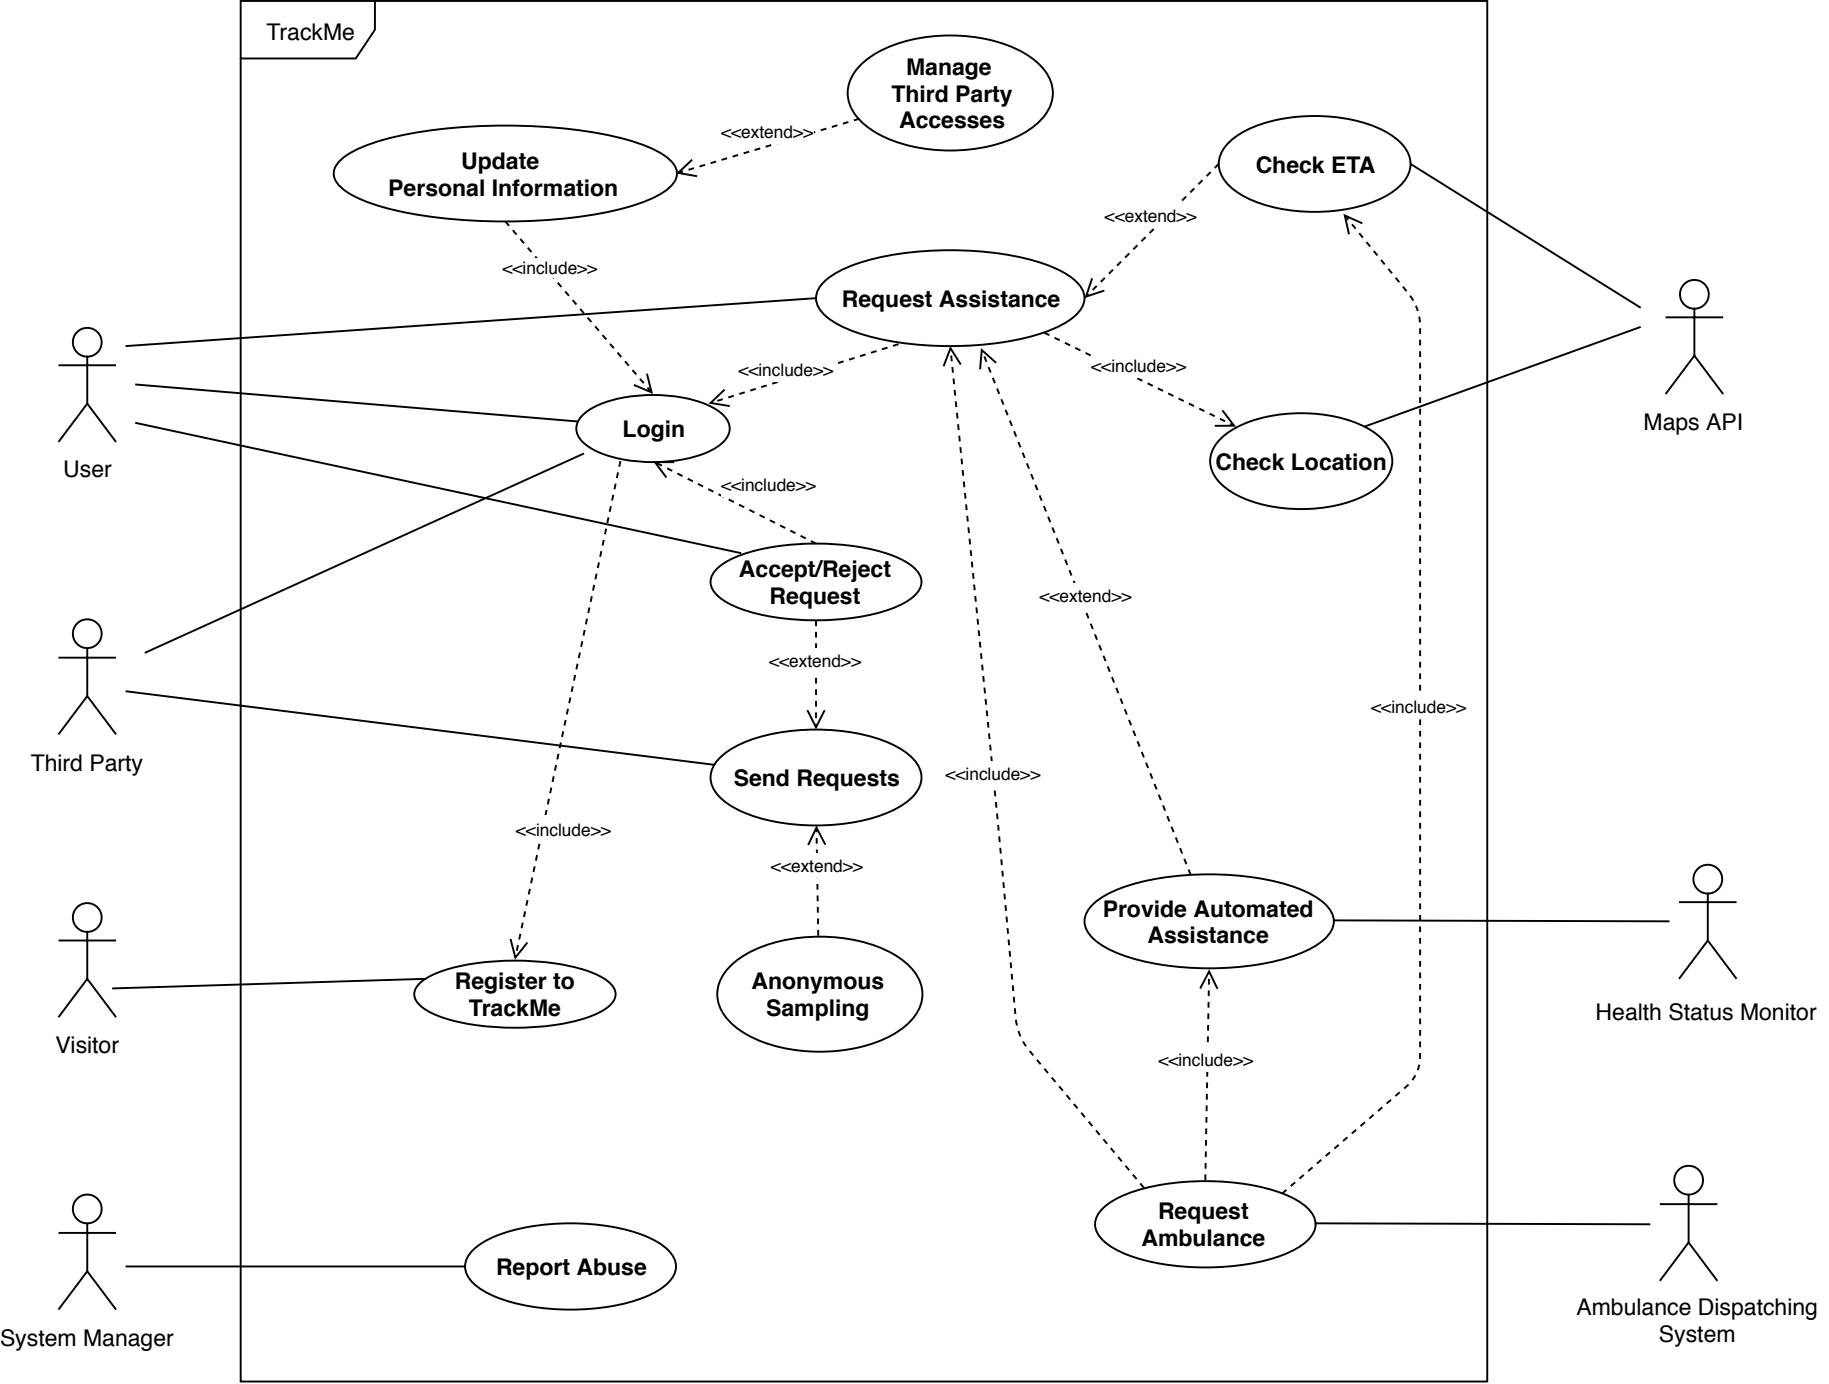 TrackMe
Manage
Third Party
Accesses
<<extend>>
Update
Personal Information
Check ETA
<<extend>>
<<include>>
Request Assistance
<<include>>
<<include>>
User
Login
Maps API
Check Location
<<include>>
Accept/Reject
Request
<<extend>>
<<extend>>
<<include>>
Third Party
Send Requests
<<include>>
<<include>>
<<extend>>
Provide Automated
Assistance
Visitor
Register to
TrackMe
Anonymous
Sampling
Health Status Monitor
<<include>>
Request
Ambulance
Report Abuse
System Manager
Ambulance Dispatching
System